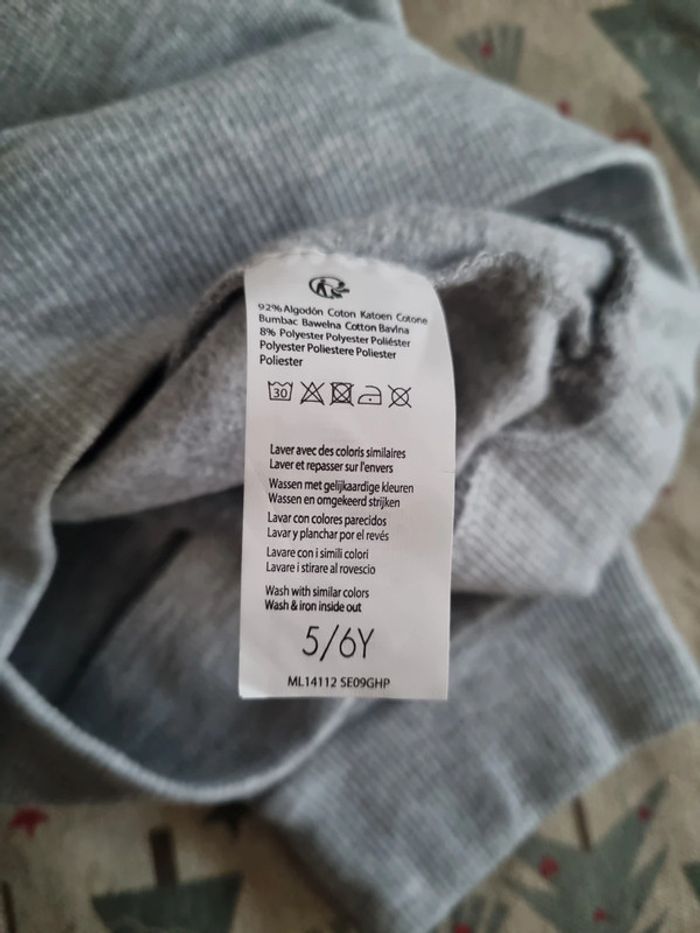 92% Algodón Coton Katoen Cotone
Bumbac Bawełna Cotton Bavlna
8% Polyester Polyester Poliéster
Polyester Poliestere Poliester
Poliester
30
Laver avec des coloris similaires
Laver et repasser sur l'envers
Wassen met gelijkaardige kleuren
Wassen en omgekeerd strijken
Lavar con colores parecidos
Lavar y planchar por el revés
Lavare con i simili colori
Lavare i stirare al rovescio
Wash with similar colors
Wash & iron inside out
5/6Y
ML14112 SE09GHP